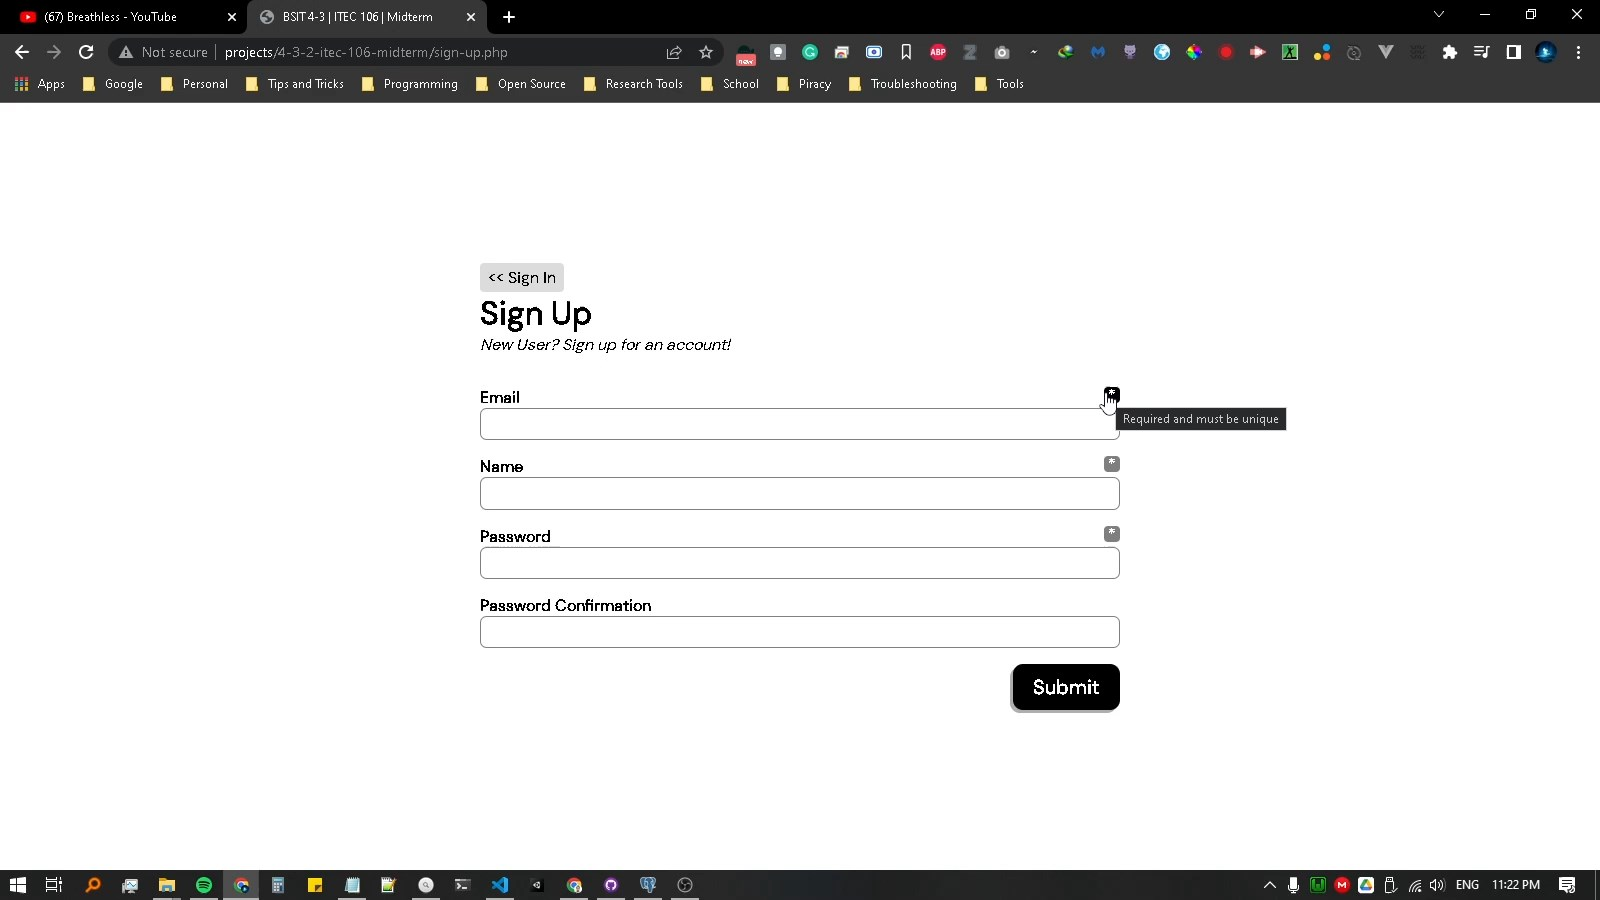 (67) Breathless - YouTube
BSIT 4-3 | ITEC 106 | Midterm
Not secure
projects/4-3-2-itec-106-midterm/sign-up.php
new
ABP
Apps
Google
Personal
Tips and Tricks
Programming
Open Source
Research Tools
School
Piracy
Troubleshooting
Tools
<< Sign In
Sign Up
New User? Sign up for an account!
Email
*
Required and must be unique
Name
*
Password
*
Password Confirmation
Submit
ENG
11:22 PM